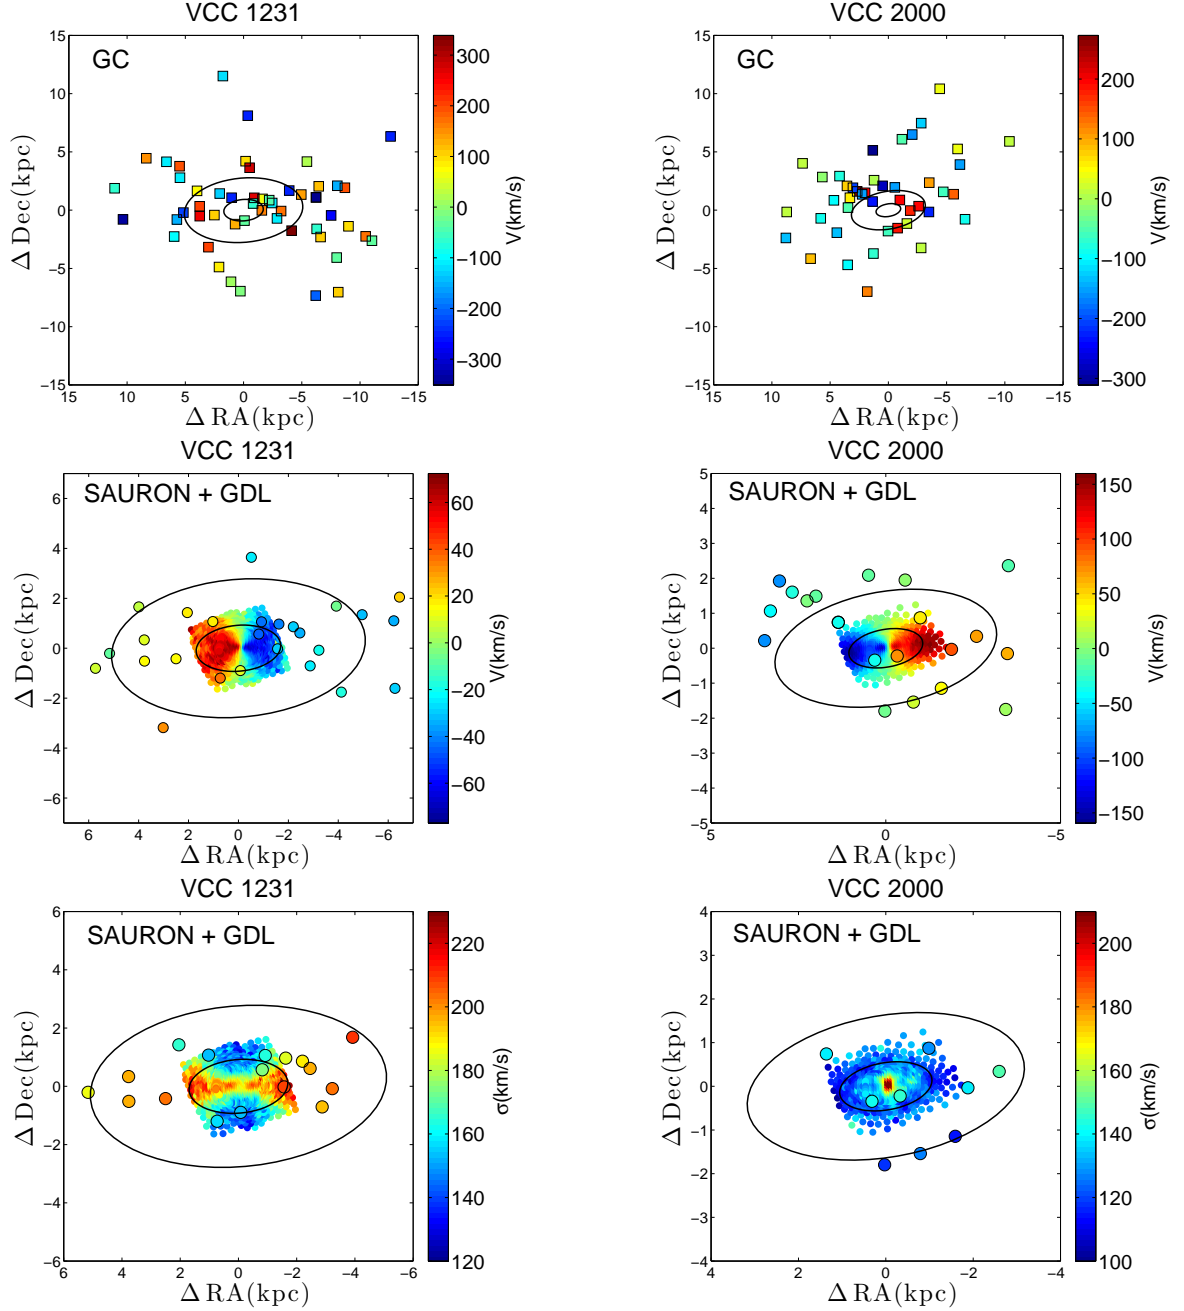 VCC 1231
GC
15
10
5
0
−5
−10
−15
15 10 5 0 −5 −10 −15
Δ Dec(kpc)
Δ RA(kpc)
300
200
100
0
−100
−200
−300
V(km/s)
VCC 2000
GC
15
10
5
0
−5
−10
−15
15 10 5 0 −5 −10 −15
Δ Dec(kpc)
Δ RA(kpc)
200
100
0
−100
−200
−300
V(km/s)
VCC 1231
SAURON + GDL
6
4
2
0
−2
−4
−6
6 4 2 0 −2 −4 −6
Δ Dec(kpc)
Δ RA(kpc)
60
40
20
0
−20
−40
−60
V(km/s)
VCC 2000
SAURON + GDL
5
4
3
2
1
0
−1
−2
−3
−4
−5
5 0 −5
Δ Dec(kpc)
Δ RA(kpc)
150
100
50
0
−50
−100
−150
V(km/s)
VCC 1231
SAURON + GDL
6
4
2
0
−2
−4
−6
6 4 2 0 −2 −4 −6
Δ Dec(kpc)
Δ RA(kpc)
220
200
180
160
140
120
σ(km/s)
VCC 2000
SAURON + GDL
4
3
2
1
0
−1
−2
−3
−4
4 2 0 −2 −4
Δ Dec(kpc)
Δ RA(kpc)
200
180
160
140
120
100
σ(km/s)